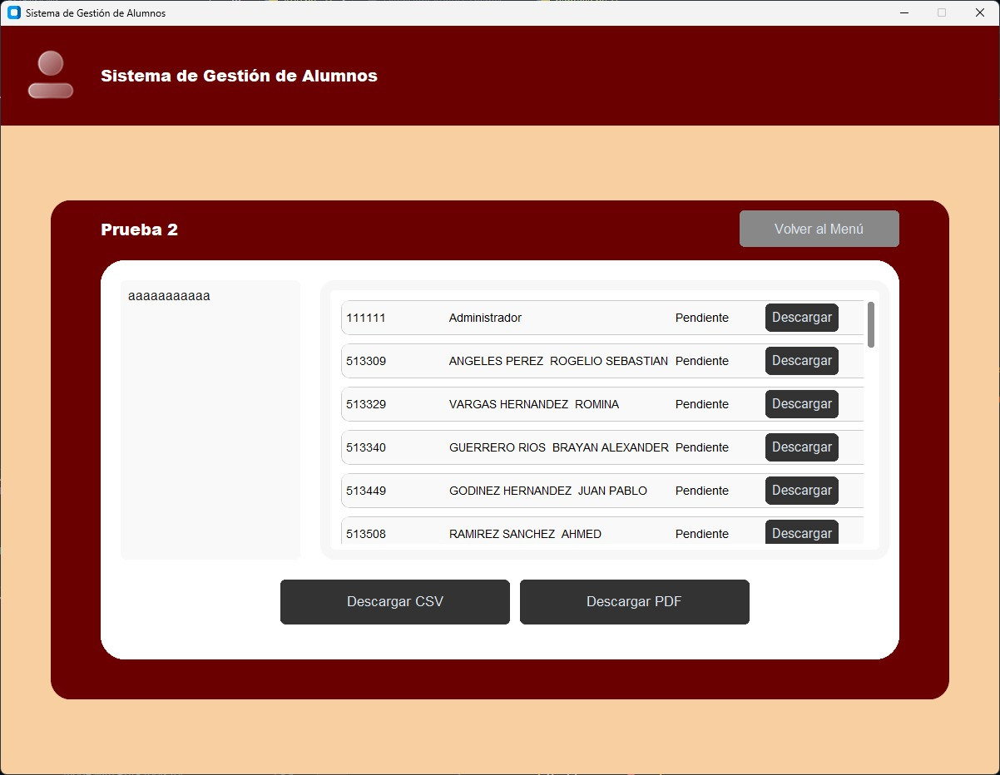 Sistema de Gestión de Alumnos
Sistema de Gestión de Alumnos
Prueba 2
Volver al Menú
aaaaaaaaaaa
111111 Administrador Pendiente Descargar
513309 ANGELES PEREZ  ROGELIO SEBASTIAN Pendiente Descargar
513329 VARGAS HERNANDEZ  ROMINA Pendiente Descargar
513340 GUERRERO RIOS  BRAYAN ALEXANDER Pendiente Descargar
513449 GODINEZ HERNANDEZ  JUAN PABLO Pendiente Descargar
513508 RAMIREZ SANCHEZ  AHMED Pendiente Descargar
Descargar CSV
Descargar PDF